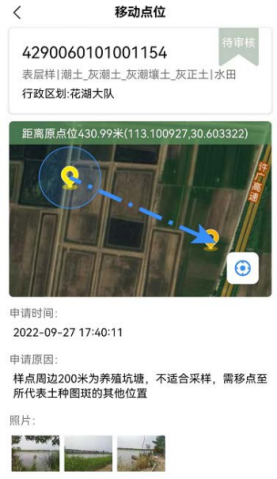 移动点位
待审核
4290060101001154
表层样|潮土_灰潮土_灰潮壤土_灰正土|水田
行政区划:花湖大队
距离原点位430.99米(113.100927,30.603322)
许广高速
申请时间:
2022-09-27 17:40:11
申请原因:
样点周边200米为养殖坑塘，不适合采样，需移点至
所代表土种图斑的其他位置
照片: